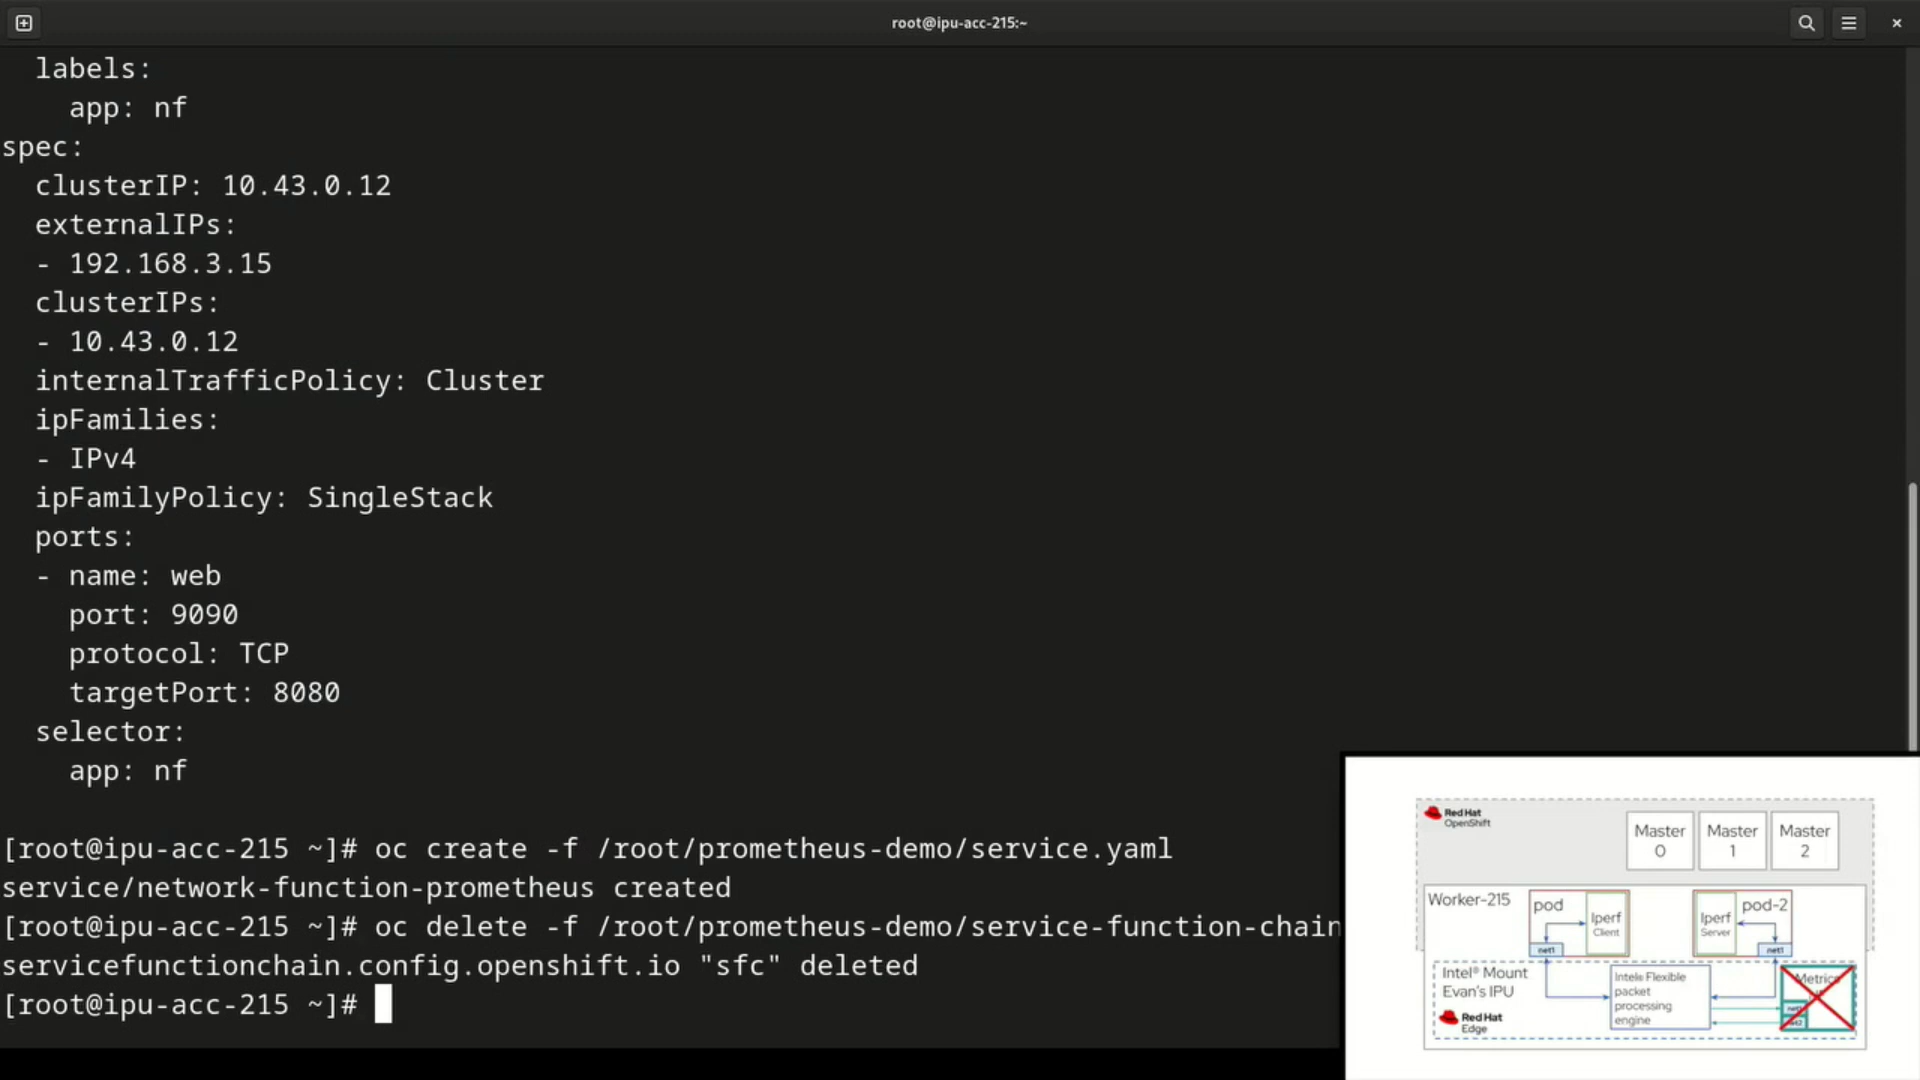 root@ipu-acc-215:~
labels:
app: nf
spec:
clusterIP: 10.43.0.12
externalIPs:
- 192.168.3.15
clusterIPs:
- 10.43.0.12
internalTrafficPolicy: Cluster
ipFamilies:
- IPv4
ipFamilyPolicy: SingleStack
ports:
- name: web
port: 9090
protocol: TCP
targetPort: 8080
selector:
app: nf
[root@ipu-acc-215 ~]# oc create -f /root/prometheus-demo/service.yaml
service/network-function-prometheus created
[root@ipu-acc-215 ~]# oc delete -f /root/prometheus-demo/service-function-chain
servicefunctionchain.config.openshift.io "sfc" deleted
[root@ipu-acc-215 ~]#
Red Hat
OpenShift
Master
0
Master
1
Master
2
Worker-215
pod
Iperf
Client
net1
Iperf
Server
pod-2
net1
Intel® Mount
Evan's IPU
Red Hat
Edge
Intel® Flexible
packet
processing
engine
Metrics
net2